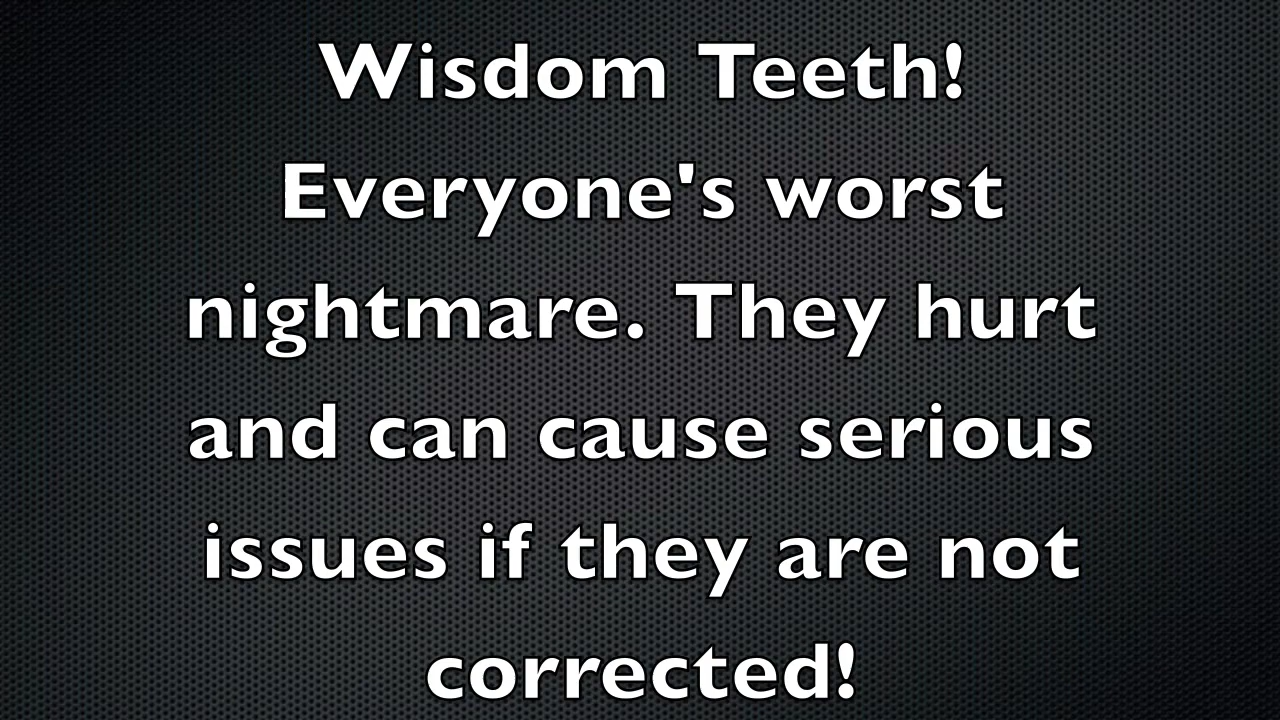 Wisdom Teeth!
Everyone's worst
nightmare. They hurt
and can cause serious
issues if they are not
corrected!